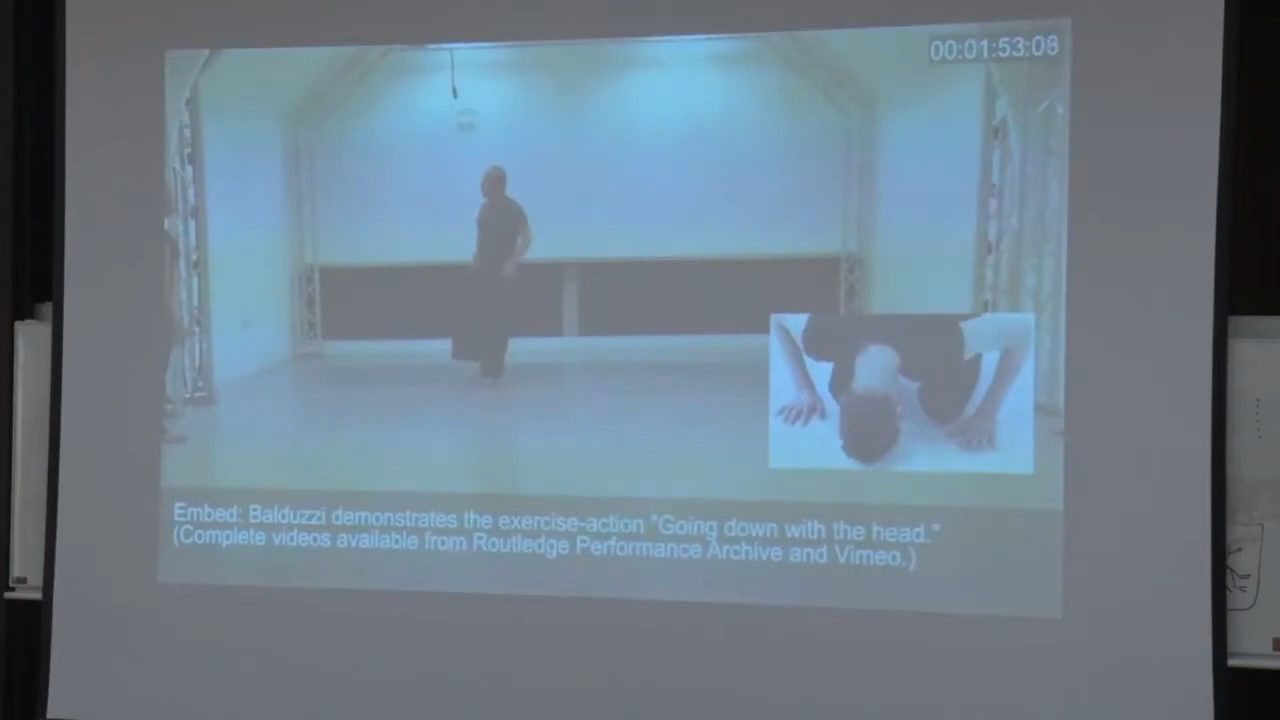 00:01:53:08
Embed: Balduzzi demonstrates the exercise-action "Going down with the head."
(Complete videos available from Routledge Performance Archive and Vimeo.)